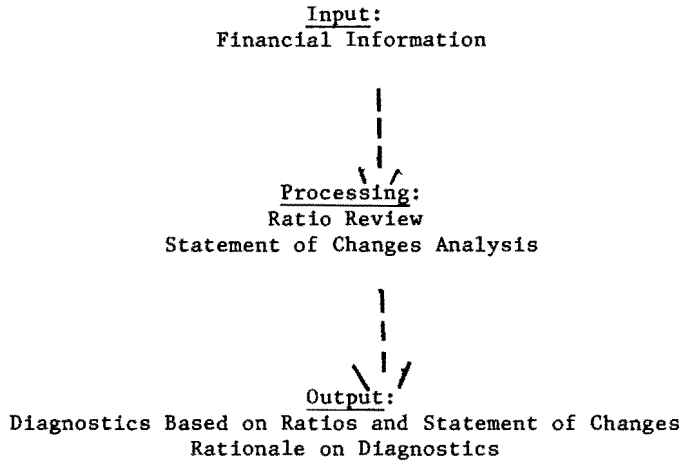 Input:
Financial Information
Processing:
Ratio Review
Statement of Changes Analysis
Output:
Diagnostics Based on Ratios and Statement of Changes
Rationale on Diagnostics